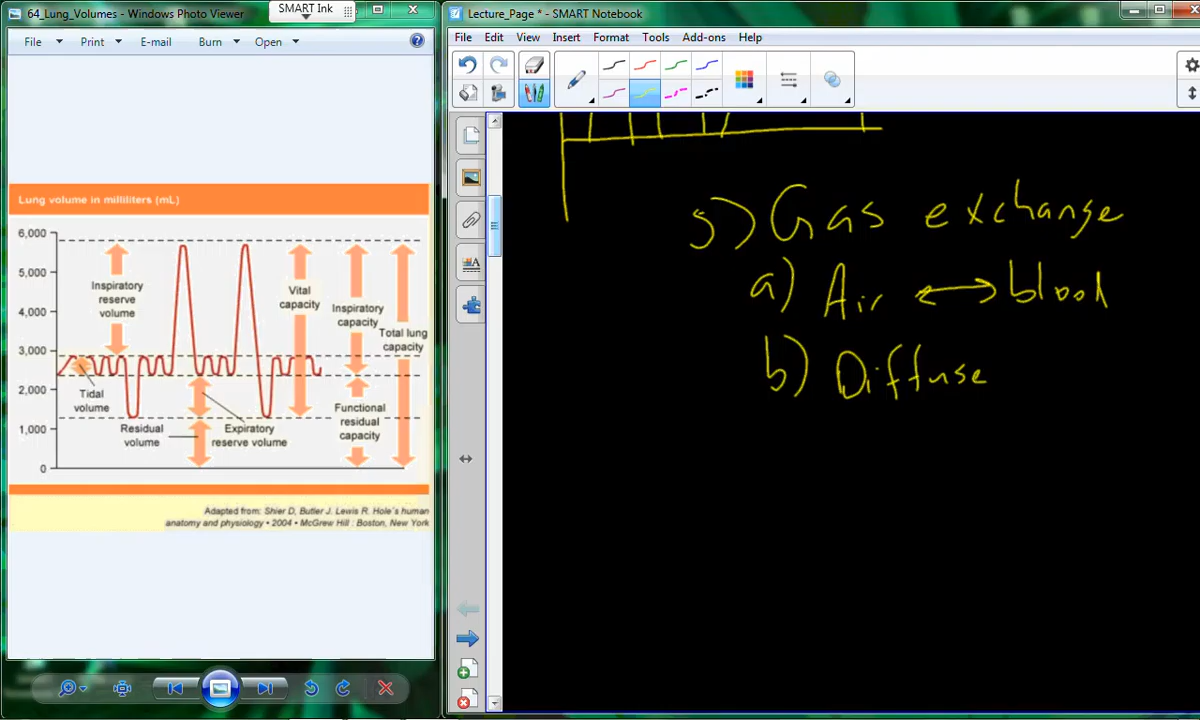 64_Lung_Volumes - Windows Photo Viewer
SMART Ink
File Print E-mail Burn Open
Lung volume in milliliters (mL)
6,000
5,000
4,000
3,000
2,000
1,000
0
Inspiratory
reserve
volume
Vital
capacity
Inspiratory
capacity
Total lung
capacity
Tidal
volume
Residual
volume
Expiratory
reserve volume
Functional
residual
capacity
Adapted from: Shier D, Butler J. Lewis R. Hole's human
anatomy and physiology • 2004 • McGrew Hill : Boston, New York
Lecture_Page * - SMART Notebook
File Edit View Insert Format Tools Add-ons Help
5) Gas exchange
a) Air ↔ blood
b) Diffuse